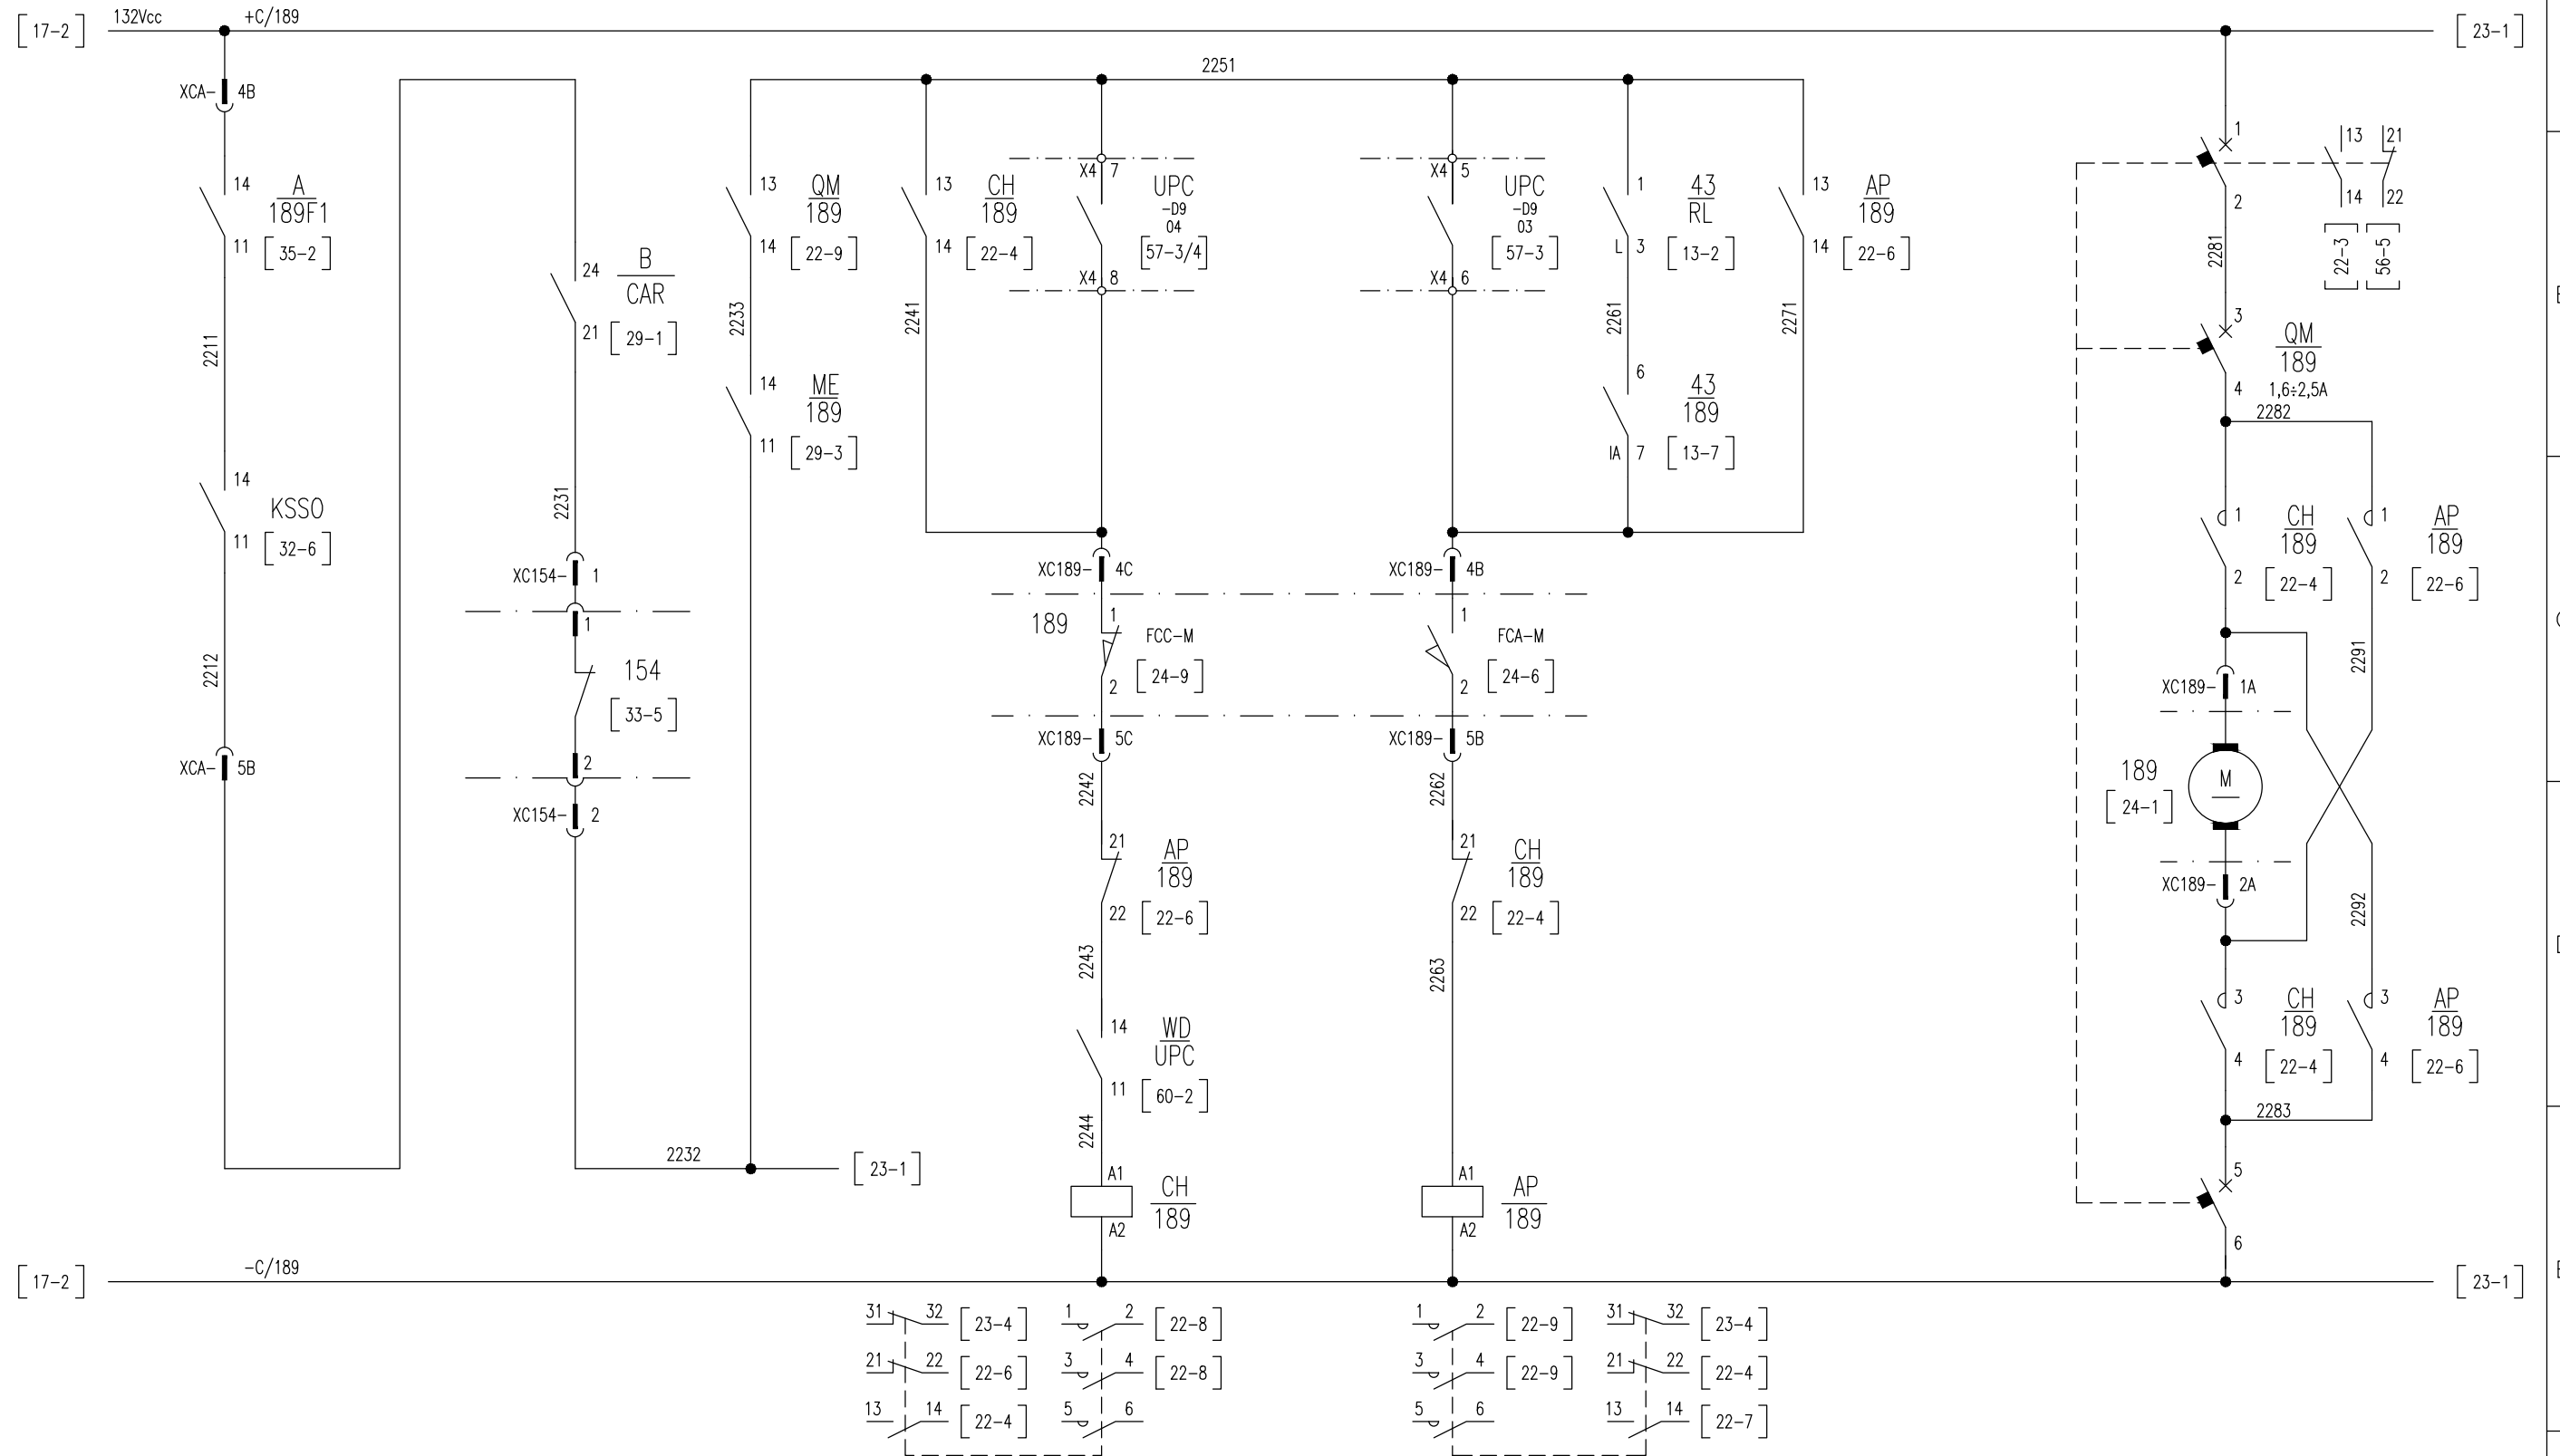 [17-2] 132Vcc +C/189 [23-1]
2251
XCA- 4B
14 A
189F1
11 [35-2]
2211
14 KSSO
11 [32-6]
2212
XCA- 5B
24 B
CAR
21 [29-1]
2231
XC154- 1
1
154
[33-5]
2
XC154- 2
2232 [23-1]
13 QM
189
14 [22-9]
2233
14 ME
189
11 [29-3]
13 CH
189
14 [22-4]
2241
X4 7
UPC
-D9
04
[57-3/4]
X4 8
XC189- 4C
189
1 FCC-M
2 [24-9]
XC189- 5C
2242
21 AP
189
22 [22-6]
2243
14 WD
UPC
11 [60-2]
2244
A1 CH
A2 189
X4 5
UPC
-D9
03
[57-3]
X4 6
XC189- 4B
1 FCA-M
2 [24-6]
XC189- 5B
2262
21 CH
189
22 [22-4]
2263
A1 AP
A2 189
1 43
RL
L 3 [13-2]
2261
6 43
189
IA 7 [13-7]
13 AP
189
14 [22-6]
2271
1
2
13 21
14 22
[22-3] [56-5]
2281
3 QM
189
4 1,6÷2,5A
2282
1 CH
189
2 [22-4]
1 AP
189
2 [22-6]
2291
XC189- 1A
189
[24-1]
M
XC189- 2A
2292
3 CH
189
4 [22-4]
3 AP
189
4 [22-6]
2283
5
6
[17-2] -C/189 [23-1]
31 32 [23-4] 1 2 [22-8]
21 22 [22-6] 3 4 [22-8]
13 14 [22-4] 5 6
1 2 [22-9] 31 32 [23-4]
3 4 [22-9] 21 22 [22-4]
5 6 13 14 [22-7]